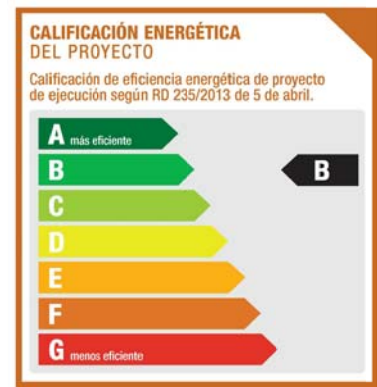 CALIFICACIÓN ENERGÉTICA
DEL PROYECTO
Calificación de eficiencia energética de proyecto
de ejecución según RD 235/2013 de 5 de abril.
A más eficiente
B B
C
D
E
F
G menos eficiente